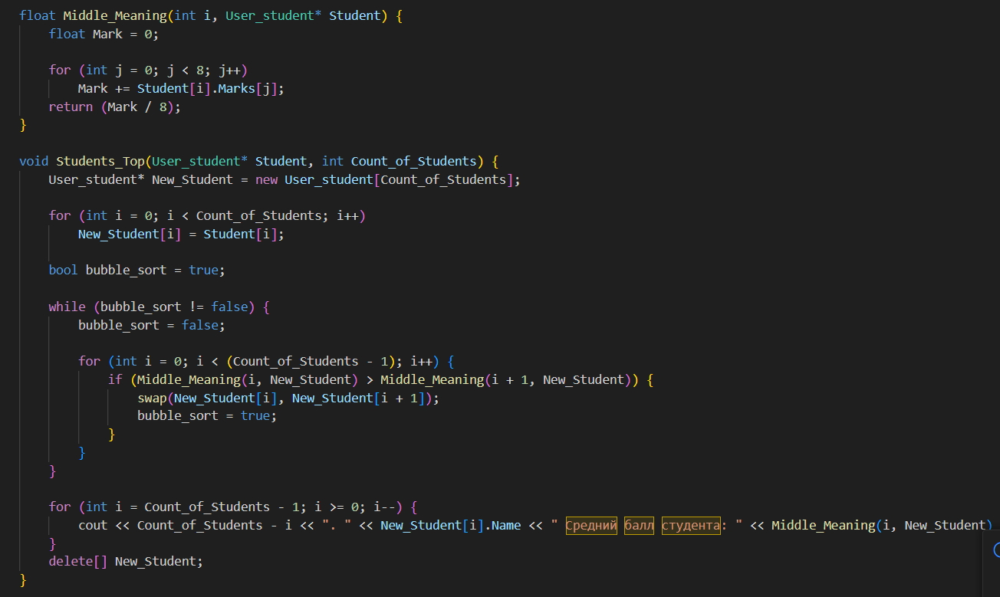 float Middle_Meaning(int i, User_student* Student) {
float Mark = 0;
for (int j = 0; j < 8; j++)
Mark += Student[i].Marks[j];
return (Mark / 8);
}
void Students_Top(User_student* Student, int Count_of_Students) {
User_student* New_Student = new User_student[Count_of_Students];
for (int i = 0; i < Count_of_Students; i++)
New_Student[i] = Student[i];
bool bubble_sort = true;
while (bubble_sort != false) {
bubble_sort = false;
for (int i = 0; i < (Count_of_Students - 1); i++) {
if (Middle_Meaning(i, New_Student) > Middle_Meaning(i + 1, New_Student)) {
swap(New_Student[i], New_Student[i + 1]);
bubble_sort = true;
}
}
}
for (int i = Count_of_Students - 1; i >= 0; i--) {
cout << Count_of_Students - i << ". " << New_Student[i].Name << " Средний балл студента: " << Middle_Meaning(i, New_Student)
}
delete[] New_Student;
}